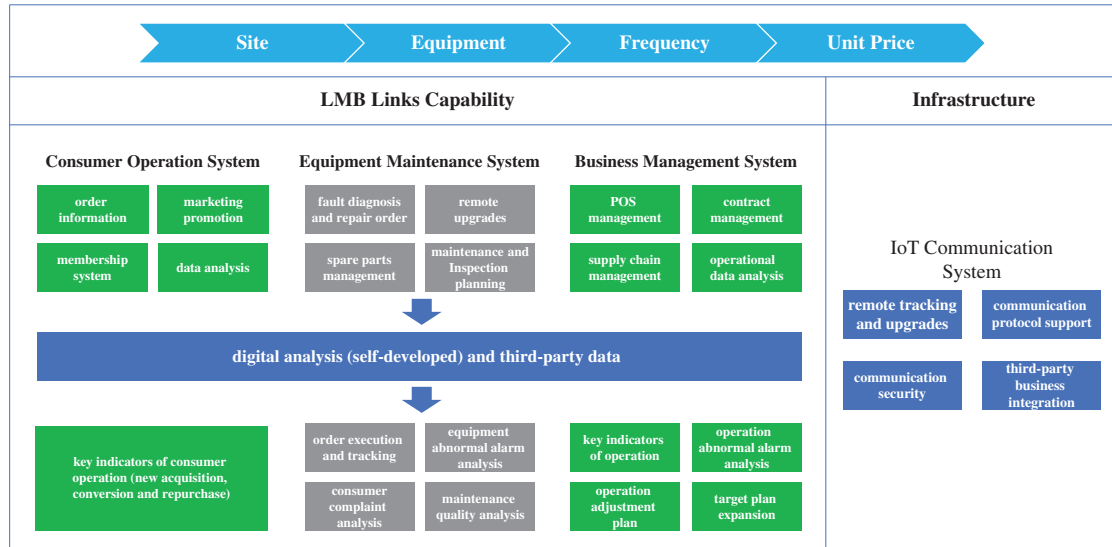 Site
Equipment
Frequency
Unit Price
LMB Links Capability
Infrastructure
Consumer Operation System
order
information
marketing
promotion
membership
system
data analysis
Equipment Maintenance System
fault diagnosis
and repair order
remote
upgrades
spare parts
management
maintenance and
Inspection
planning
Business Management System
POS
management
contract
management
supply chain
management
operational
data analysis
digital analysis (self-developed) and third-party data
key indicators of consumer
operation (new acquisition,
conversion and repurchase)
order execution
and tracking
equipment
abnormal alarm
analysis
consumer
complaint
analysis
maintenance
quality analysis
key indicators
of operation
operation
abnormal alarm
analysis
operation
adjustment
plan
target plan
expansion
IoT Communication
System
remote tracking
and upgrades
communication
protocol support
communication
security
third-party
business
integration